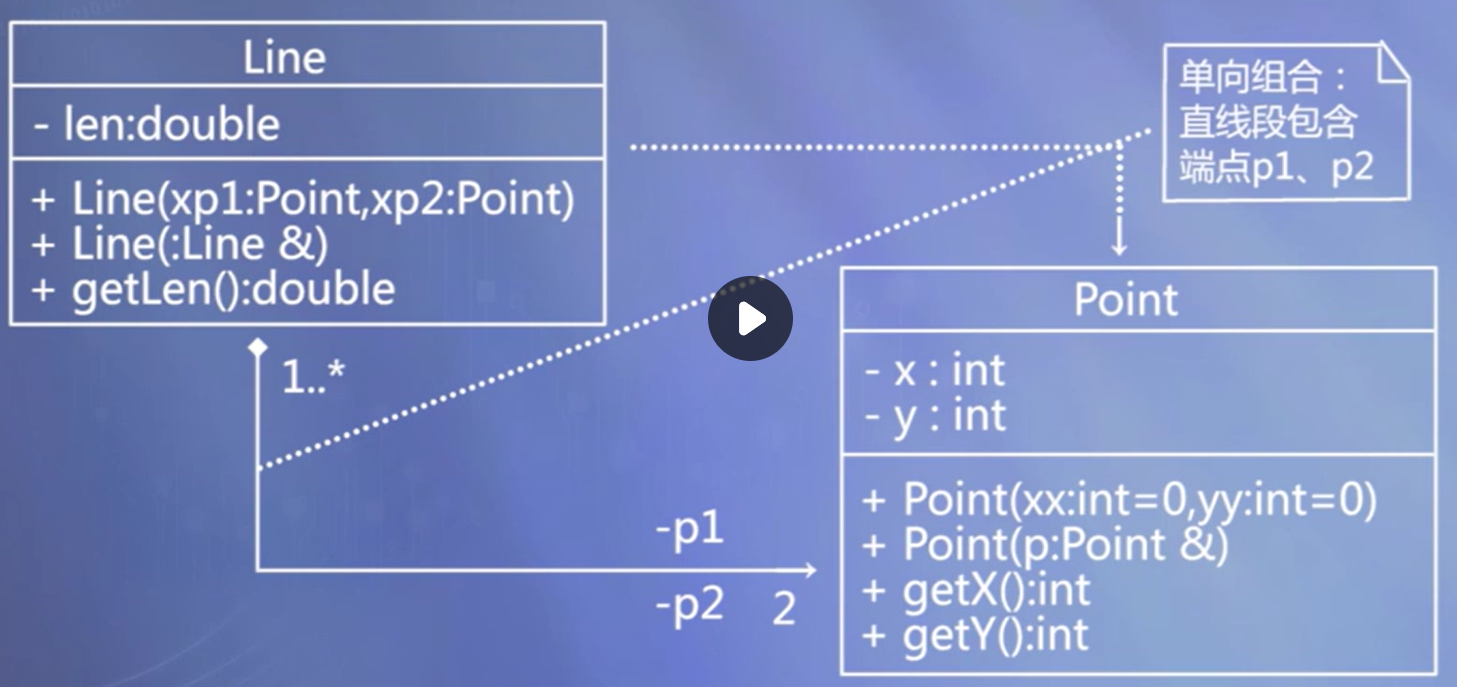 Line
- len:double
+ Line(xp1:Point,xp2:Point)
+ Line(:Line &)
+ getLen():double
1..*
-p1
-p2
2
单向组合：
直线段包含
端点p1、p2
Point
- x : int
- y : int
+ Point(xx:int=0,yy:int=0)
+ Point(p:Point &)
+ getX():int
+ getY():int